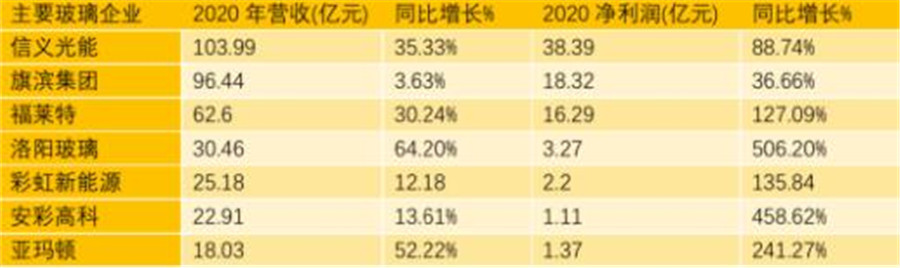 主要玻璃企业 2020 年营收(亿元) 同比增长% 2020 净利润(亿元) 同比增长%
信义光能 103.99 35.33% 38.39 88.74%
旗滨集团 96.44 3.63% 18.32 36.66%
福莱特 62.6 30.24% 16.29 127.09%
洛阳玻璃 30.46 64.20% 3.27 506.20%
彩虹新能源 25.18 12.18 2.2 135.84
安彩高科 22.91 13.61% 1.11 458.62%
亚玛顿 18.03 52.22% 1.37 241.27%